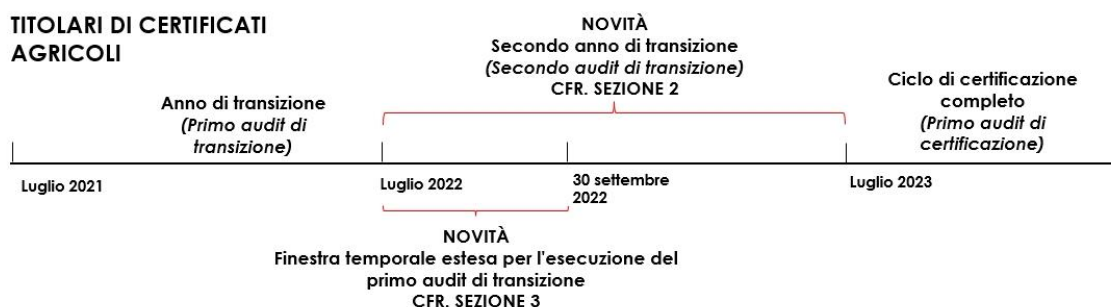 TITOLARI DI CERTIFICATI
AGRICOLI
NOVITÀ
Secondo anno di transizione
(Secondo audit di transizione)
CFR. SEZIONE 2
Anno di transizione
(Primo audit di
transizione)
Ciclo di certificazione
completo
(Primo audit di
certificazione)
Luglio 2021
Luglio 2022
30 settembre
2022
Luglio 2023
NOVITÀ
Finestra temporale estesa per l'esecuzione del
primo audit di transizione
CFR. SEZIONE 3